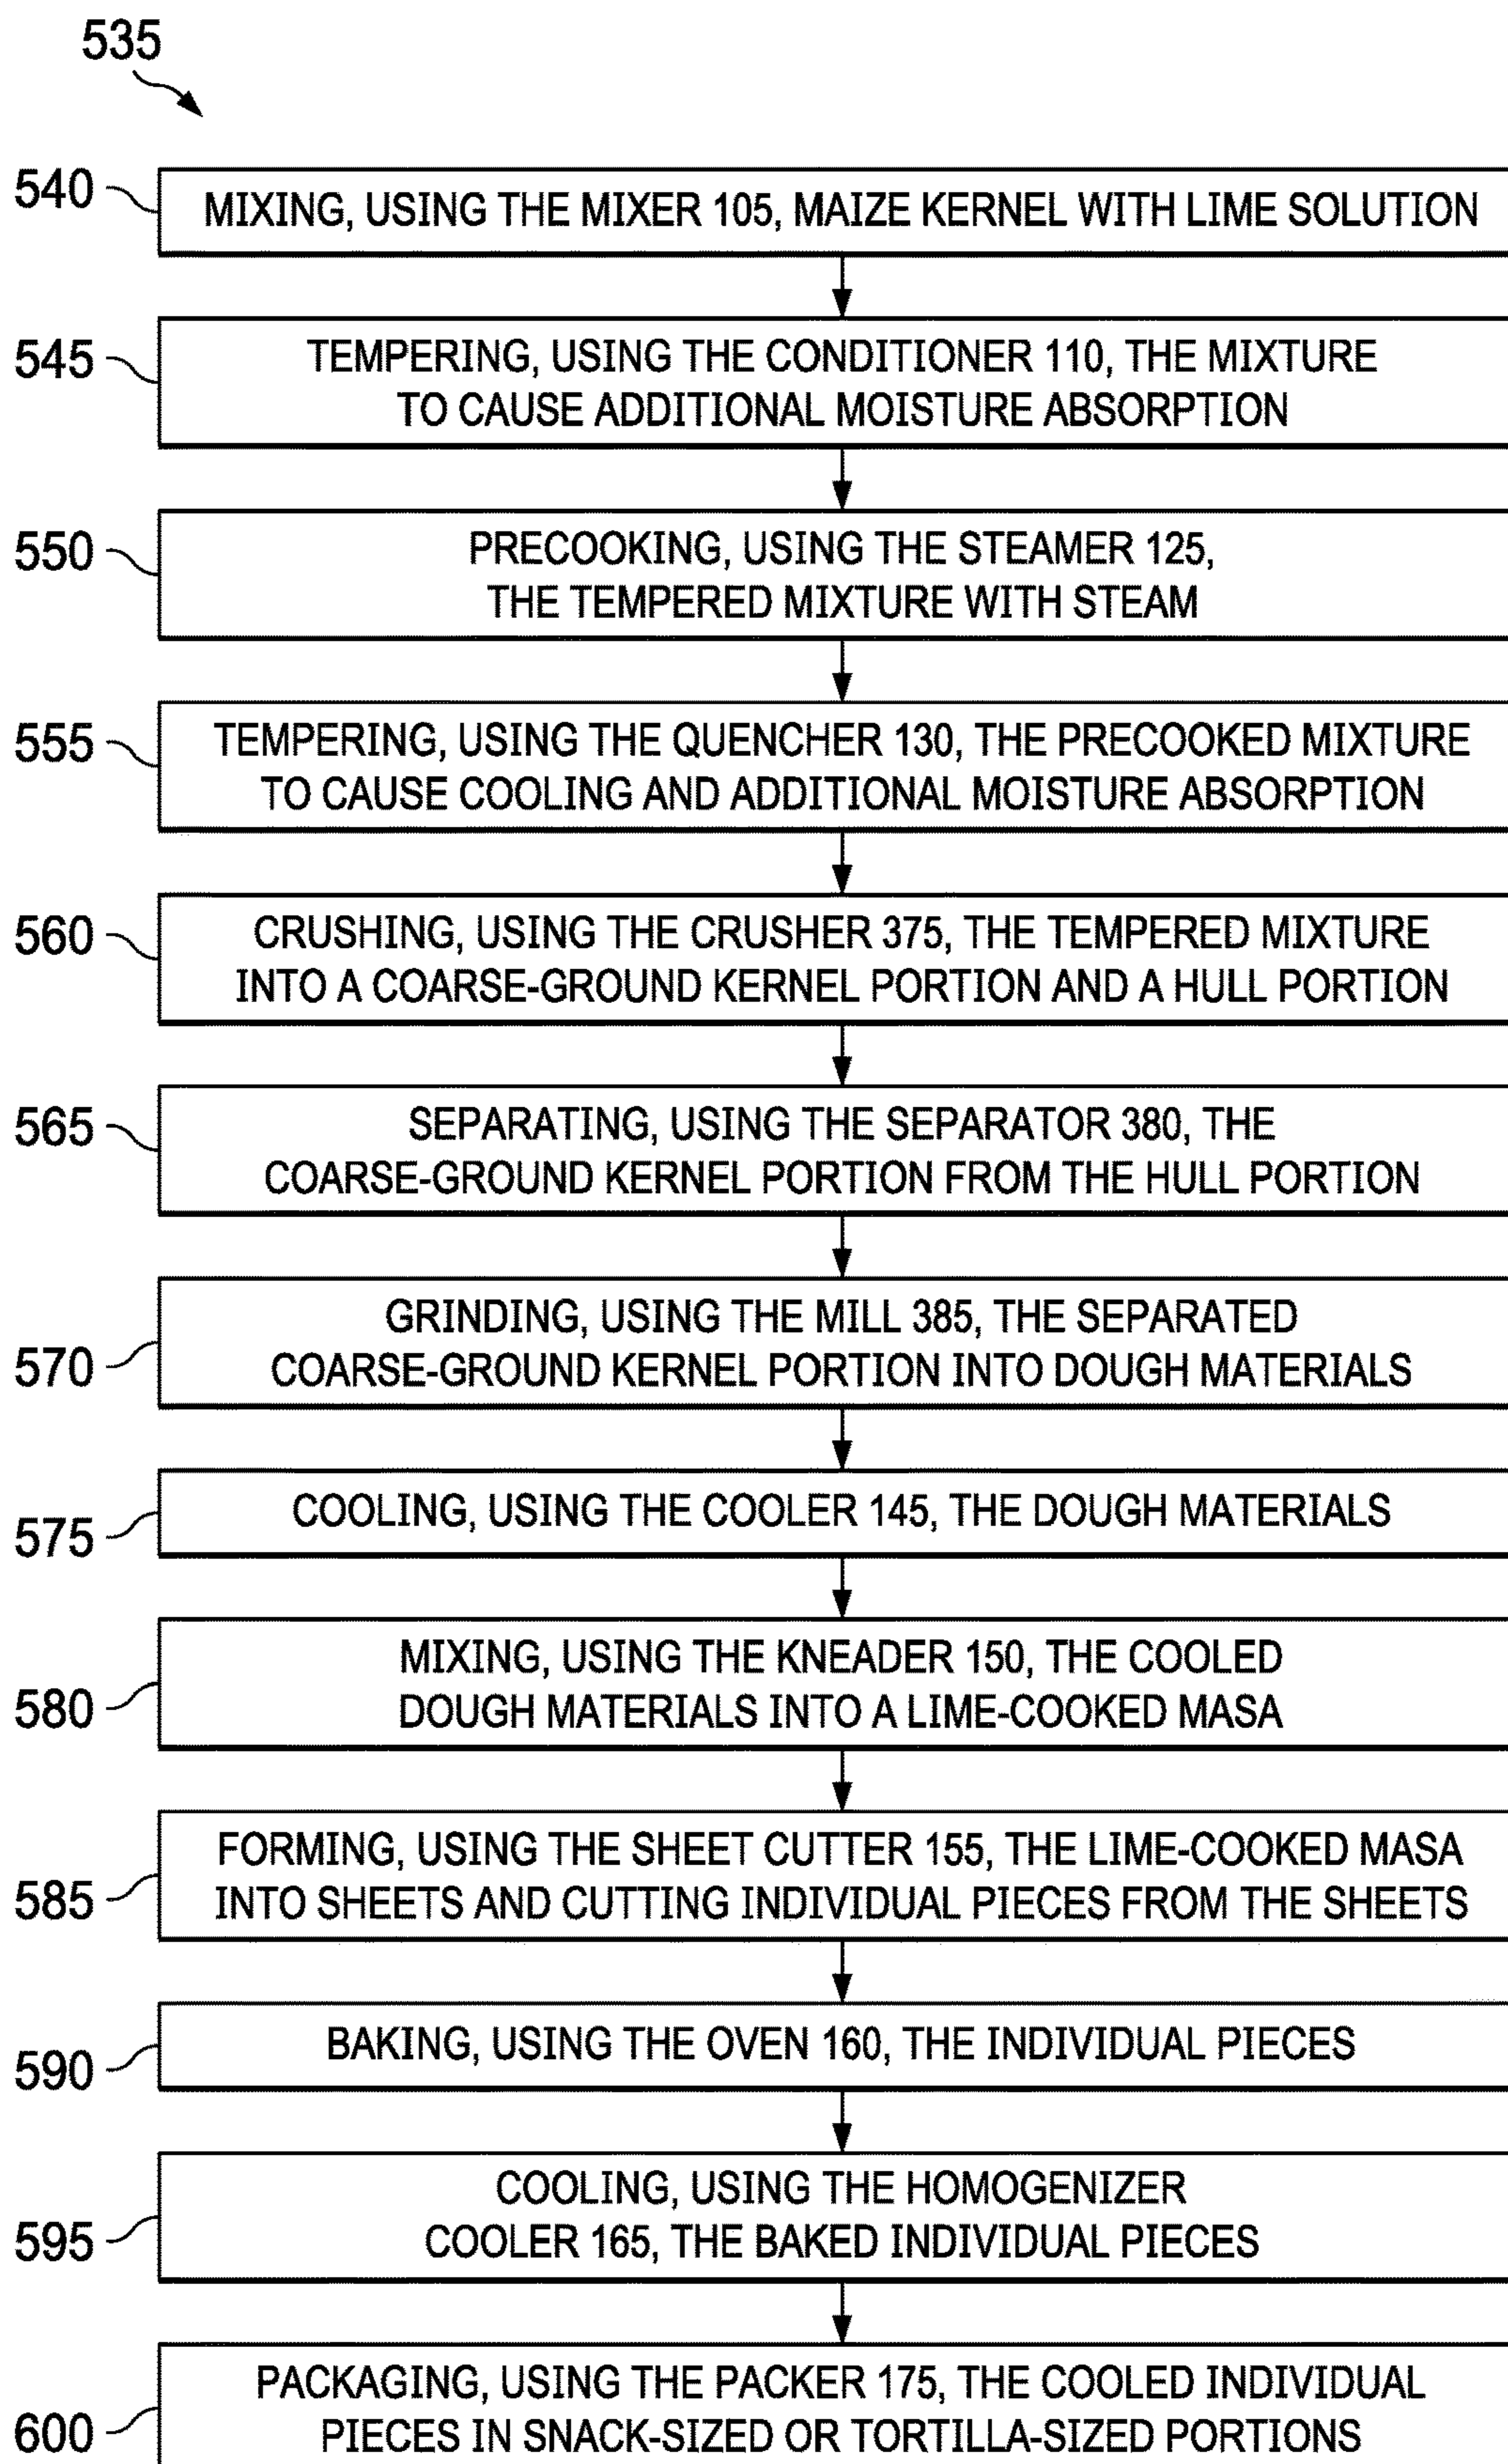 535
540
MIXING, USING THE MIXER 105, MAIZE KERNEL WITH LIME SOLUTION
545
TEMPERING, USING THE CONDITIONER 110, THE MIXTURE
TO CAUSE ADDITIONAL MOISTURE ABSORPTION
550
PRECOOKING, USING THE STEAMER 125,
THE TEMPERED MIXTURE WITH STEAM
555
TEMPERING, USING THE QUENCHER 130, THE PRECOOKED MIXTURE
TO CAUSE COOLING AND ADDITIONAL MOISTURE ABSORPTION
560
CRUSHING, USING THE CRUSHER 375, THE TEMPERED MIXTURE
INTO A COARSE-GROUND KERNEL PORTION AND A HULL PORTION
565
SEPARATING, USING THE SEPARATOR 380, THE
COARSE-GROUND KERNEL PORTION FROM THE HULL PORTION
570
GRINDING, USING THE MILL 385, THE SEPARATED
COARSE-GROUND KERNEL PORTION INTO DOUGH MATERIALS
575
COOLING, USING THE COOLER 145, THE DOUGH MATERIALS
580
MIXING, USING THE KNEADER 150, THE COOLED
DOUGH MATERIALS INTO A LIME-COOKED MASA
585
FORMING, USING THE SHEET CUTTER 155, THE LIME-COOKED MASA
INTO SHEETS AND CUTTING INDIVIDUAL PIECES FROM THE SHEETS
590
BAKING, USING THE OVEN 160, THE INDIVIDUAL PIECES
595
COOLING, USING THE HOMOGENIZER
COOLER 165, THE BAKED INDIVIDUAL PIECES
600
PACKAGING, USING THE PACKER 175, THE COOLED INDIVIDUAL
PIECES IN SNACK-SIZED OR TORTILLA-SIZED PORTIONS